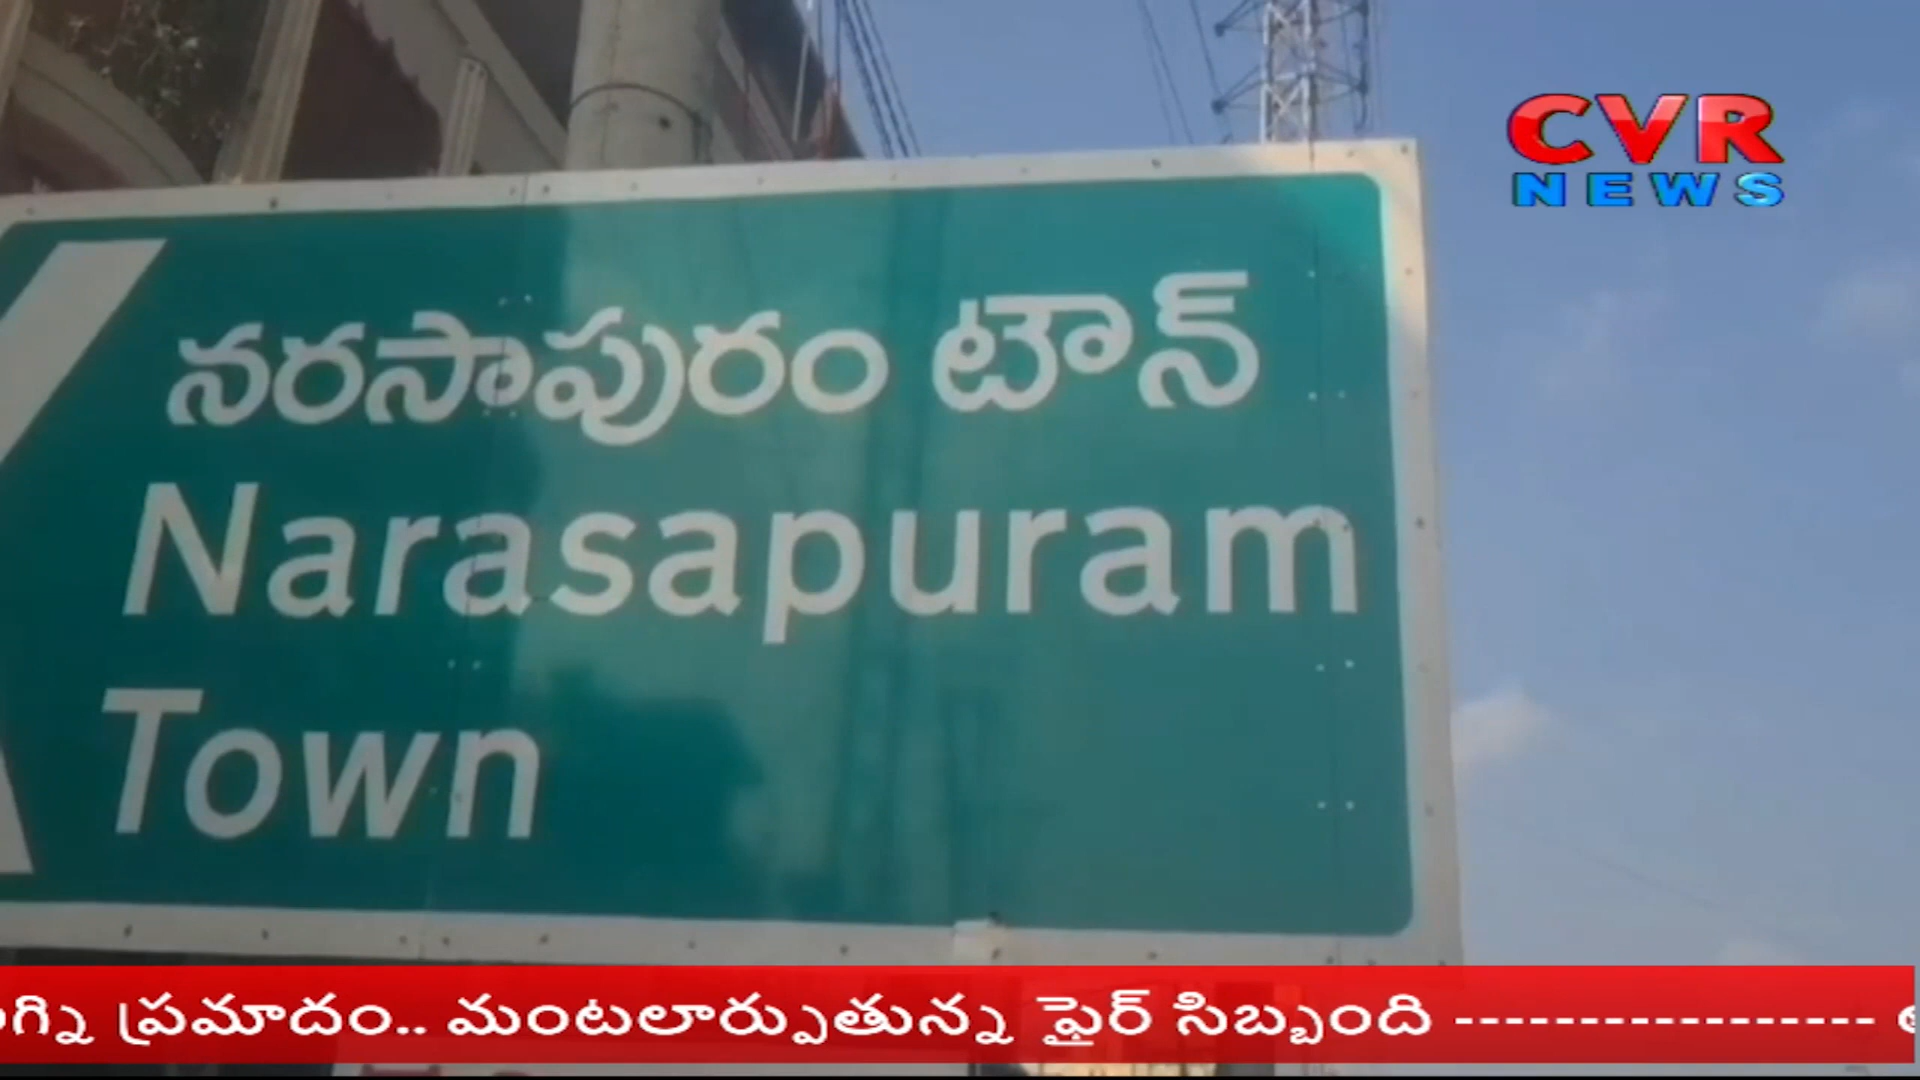 CVR
NEWS
నరసాపురం టౌన్
Narasapuram
Town
ప్రమాదం.. మంటలార్పుతున్న ఫైర్ సిబ్బంది -----------------